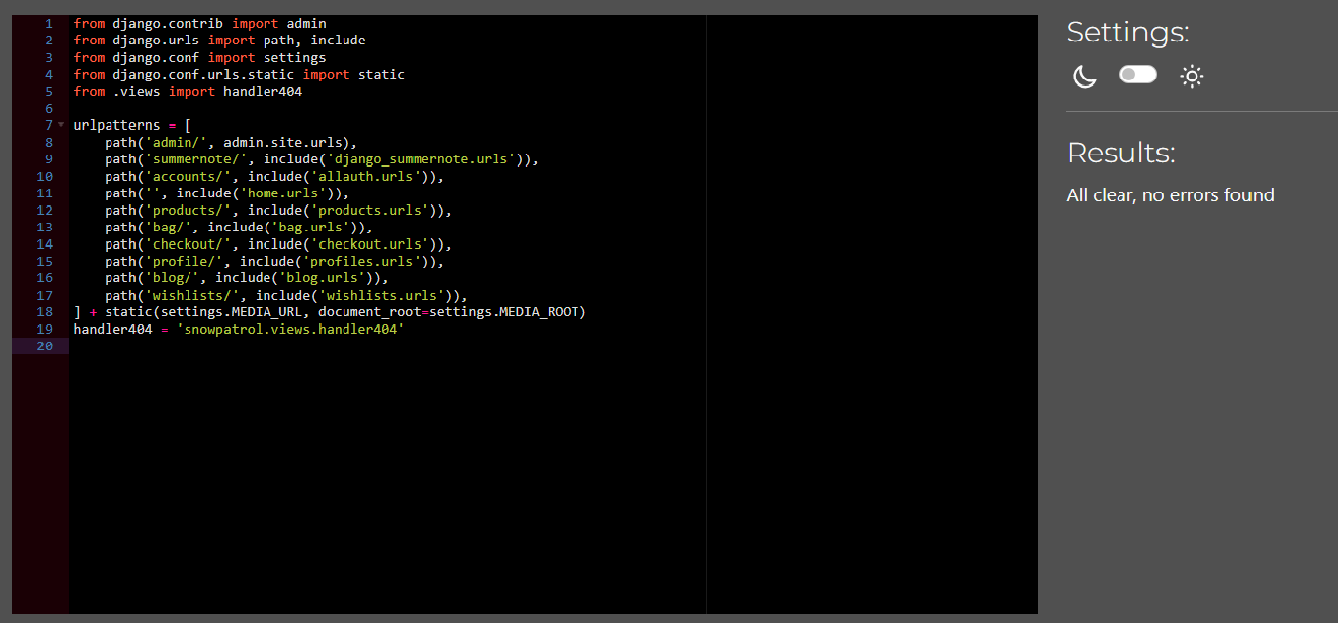 1 from django.contrib import admin
2 from django.urls import path, include
3 from django.conf import settings
4 from django.conf.urls.static import static
5 from .views import handler404
6
7 urlpatterns = [
8     path('admin/', admin.site.urls),
9     path('summernote/', include('django_summernote.urls')),
10     path('accounts/', include('allauth.urls')),
11     path('', include('home.urls')),
12     path('products/', include('products.urls')),
13     path('bag/', include('bag.urls')),
14     path('checkout/', include('checkout.urls')),
15     path('profile/', include('profiles.urls')),
16     path('blog/', include('blog.urls')),
17     path('wishlists/', include('wishlists.urls')),
18 ] + static(settings.MEDIA_URL, document_root=settings.MEDIA_ROOT)
19 handler404 = 'snowpatrol.views.handler404'
20
Settings:
Results:
All clear, no errors found